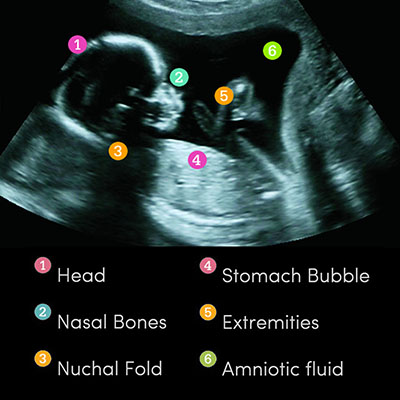 1
2
6
5
3
4
1 Head
4 Stomach Bubble
2 Nasal Bones
5 Extremities
3 Nuchal Fold
6 Amniotic fluid